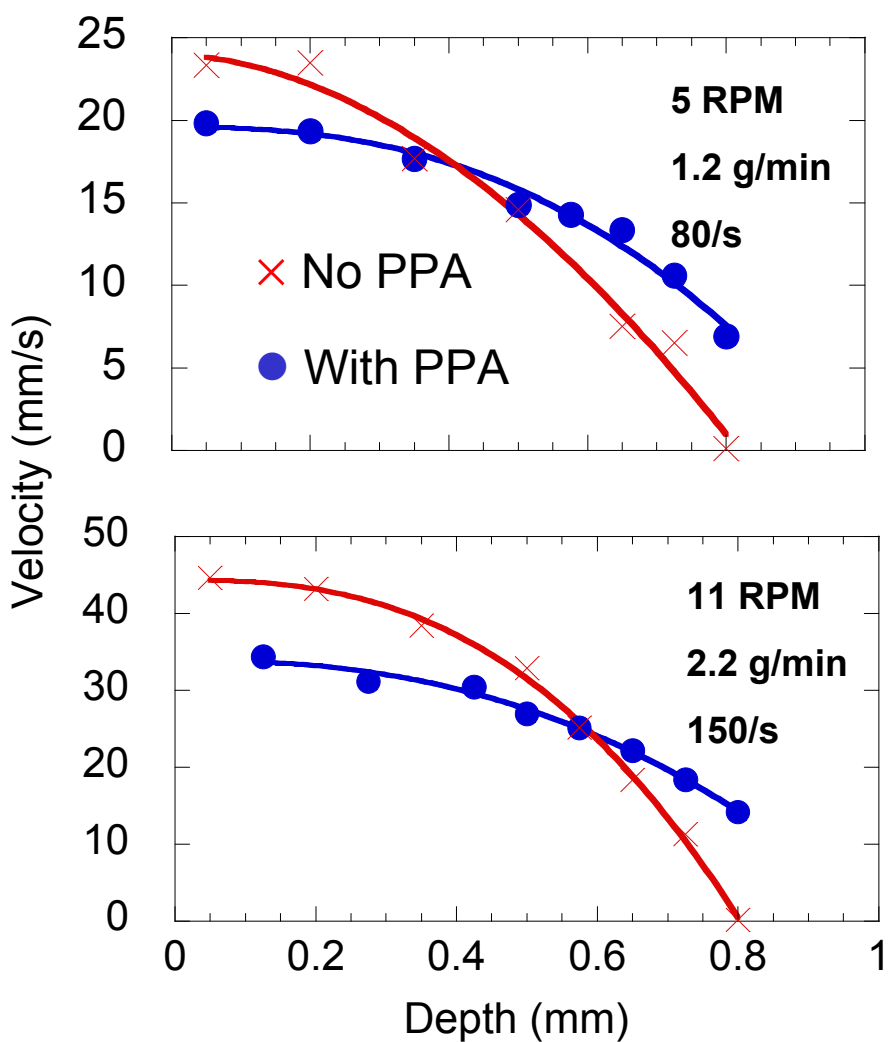 25
20
15
10
5
0
5 RPM
1.2 g/min
80/s
No PPA
With PPA
Velocity (mm/s)
50
40
30
20
10
0
11 RPM
2.2 g/min
150/s
0 0.2 0.4 0.6 0.8 1
Depth (mm)